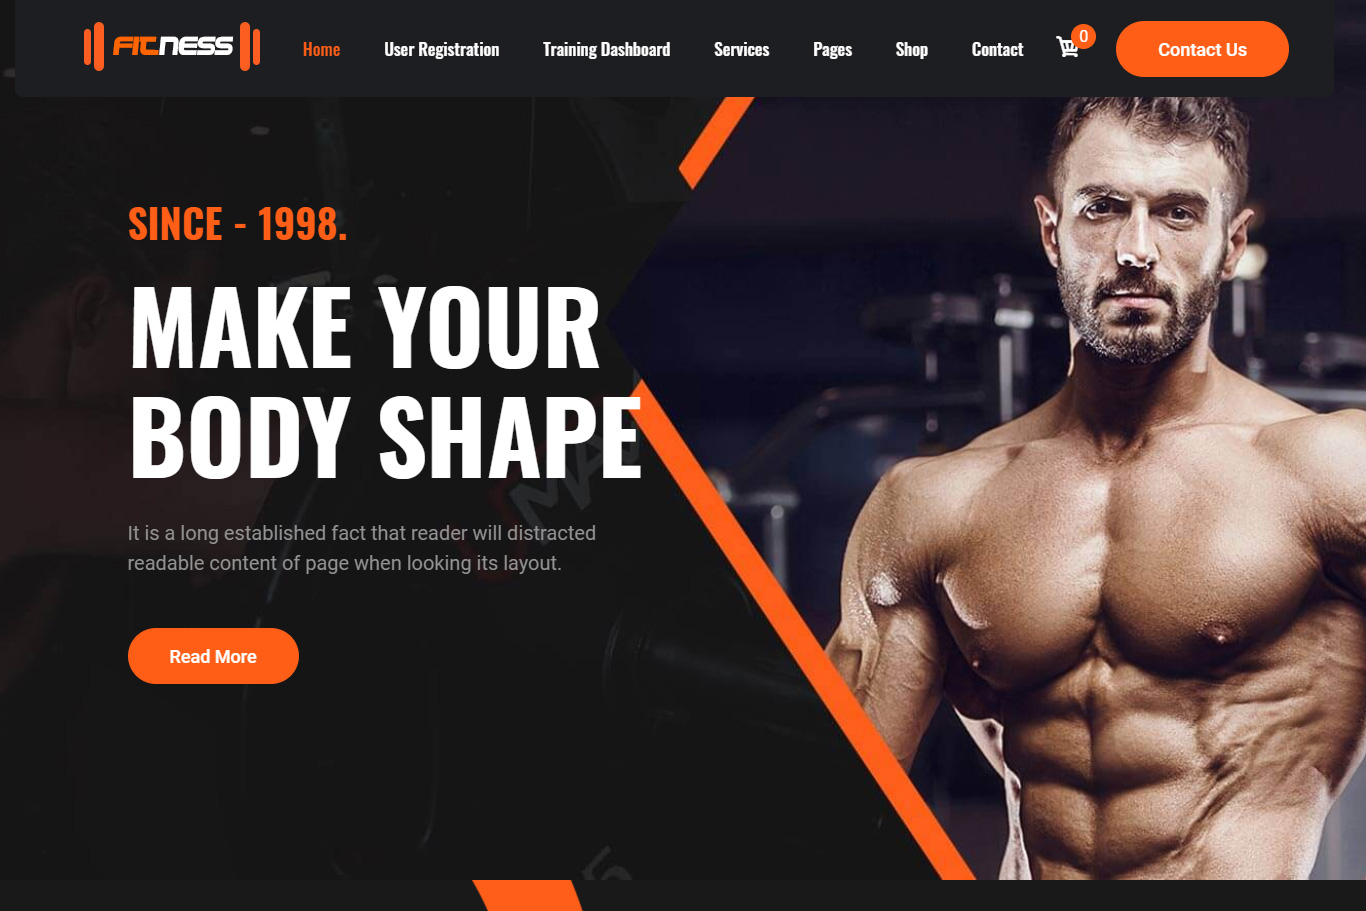 FITNESS
Home
User Registration
Training Dashboard
Services
Pages
Shop
Contact
0
Contact Us
SINCE - 1998.
MAKE YOUR
BODY SHAPE
It is a long established fact that reader will distracted
readable content of page when looking its layout.
Read More